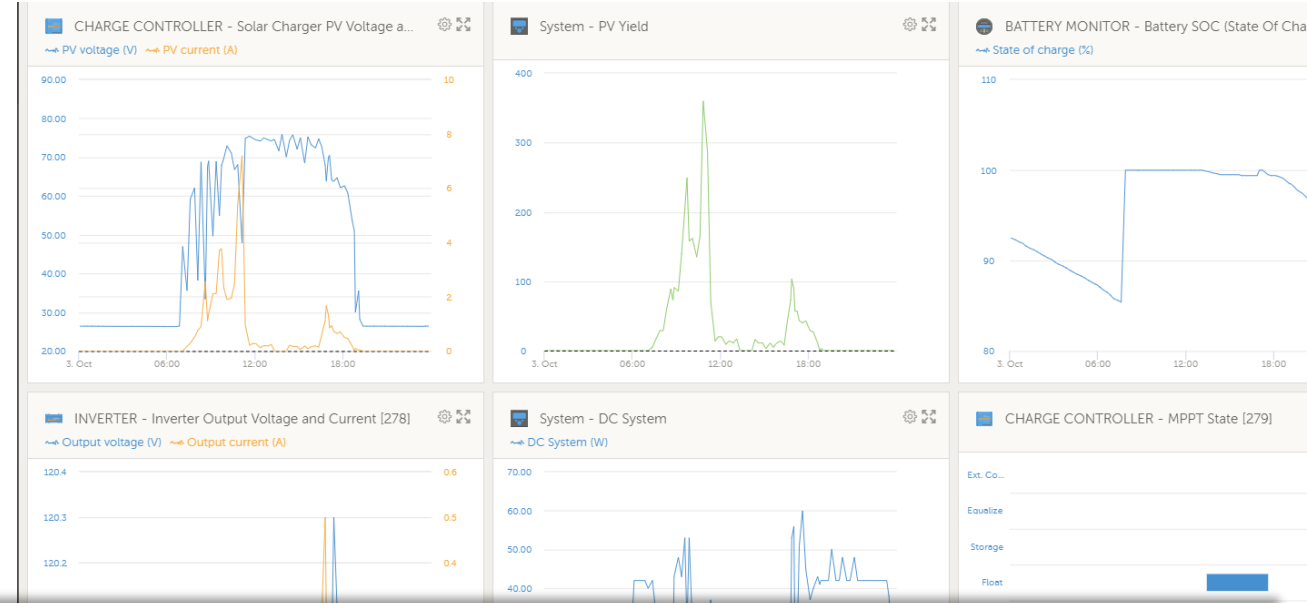 CHARGE CONTROLLER - Solar Charger PV Voltage a...
PV voltage (V) PV current (A)
90.00 10
80.00
8
70.00
60.00 6
50.00
4
40.00
30.00 2
20.00 0
3. Oct 06:00 12:00 18:00
System - PV Yield
400
300
200
100
0
3. Oct 06:00 12:00 18:00
BATTERY MONITOR - Battery SOC (State Of Cha
State of charge (%)
110
100
90
80
3. Oct 06:00 12:00 18:00
INVERTER - Inverter Output Voltage and Current [278]
Output voltage (V) Output current (A)
120.4 0.6
120.3 0.5
120.2 0.4
System - DC System
DC System (W)
70.00
60.00
50.00
40.00
CHARGE CONTROLLER - MPPT State [279]
Ext. Co...
Equalize
Storage
Float